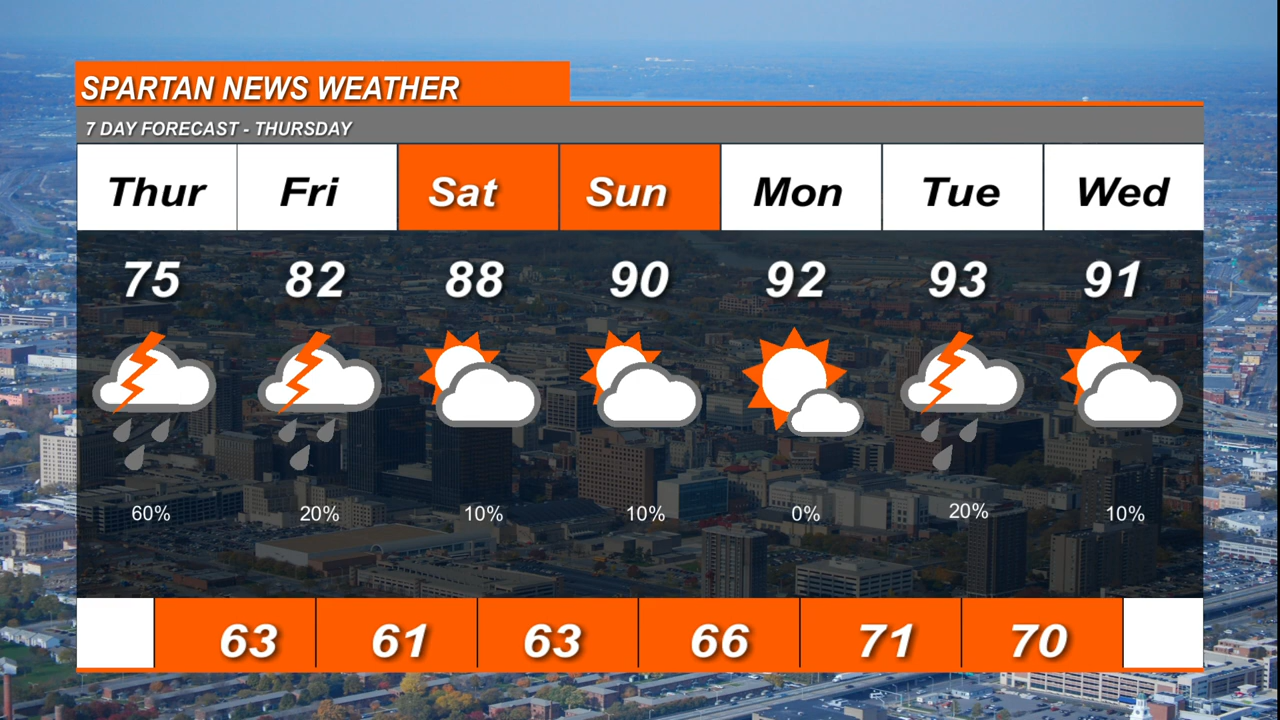 SPARTAN NEWS WEATHER
7 DAY FORECAST - THURSDAY
Thur Fri Sat Sun Mon Tue Wed
75 82 88 90 92 93 91
60% 20% 10% 10% 0% 20% 10%
63 61 63 66 71 70